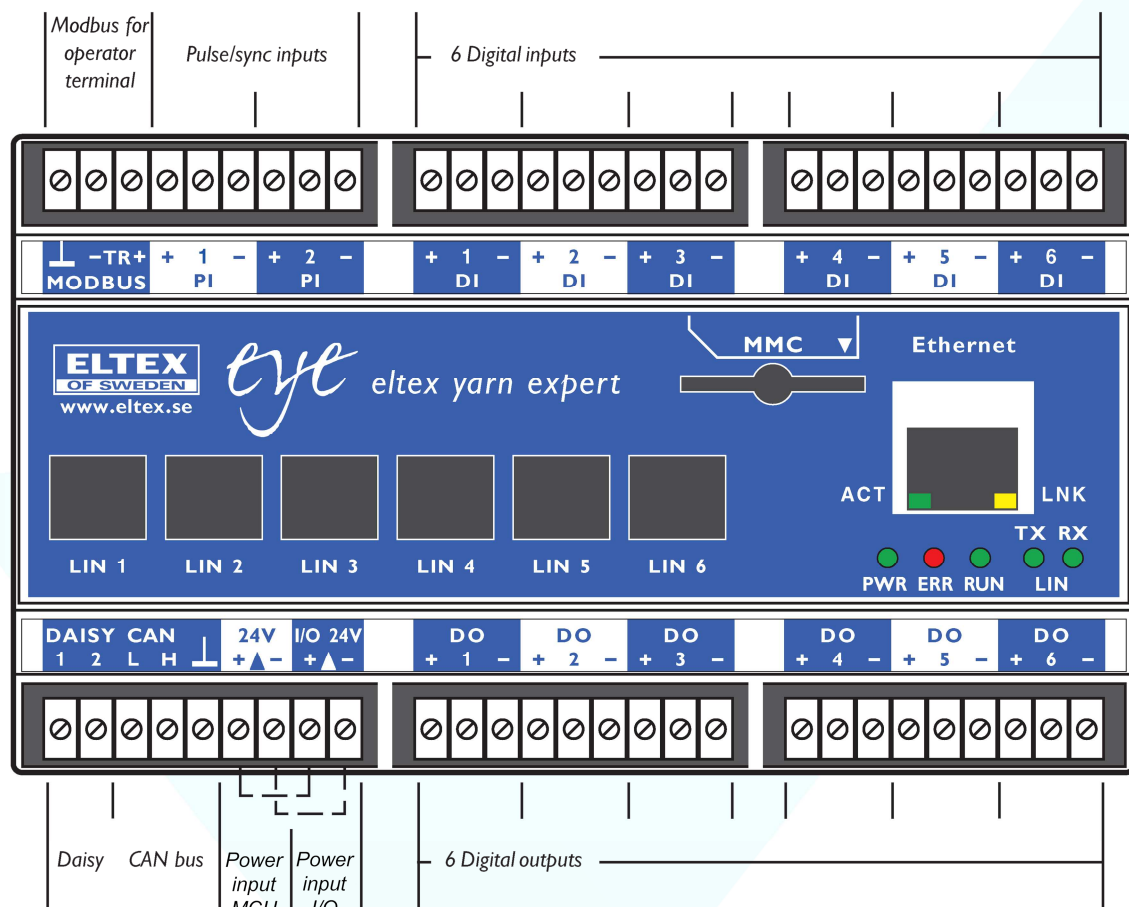 Modbus for
operator
terminal
Pulse/sync inputs
6 Digital inputs
-TR+ + 1 - + 2 - + 1 - + 2 - + 3 - + 4 - + 5 - + 6 -
MODBUS PI PI DI DI DI DI DI DI
MMC
Ethernet
ELTEX
OF SWEDEN
www.eltex.se
eye
eltex yarn expert
ACT LNK
TX RX
LIN 1 LIN 2 LIN 3 LIN 4 LIN 5 LIN 6
PWR ERR RUN LIN
DAISY CAN 24V I/O 24V DO DO DO DO DO DO
1 2 L H + - + - + 1 - + 2 - + 3 - + 4 - + 5 - + 6 -
Daisy
CAN bus
Power
input
MCU
Power
input
I/O
6 Digital outputs